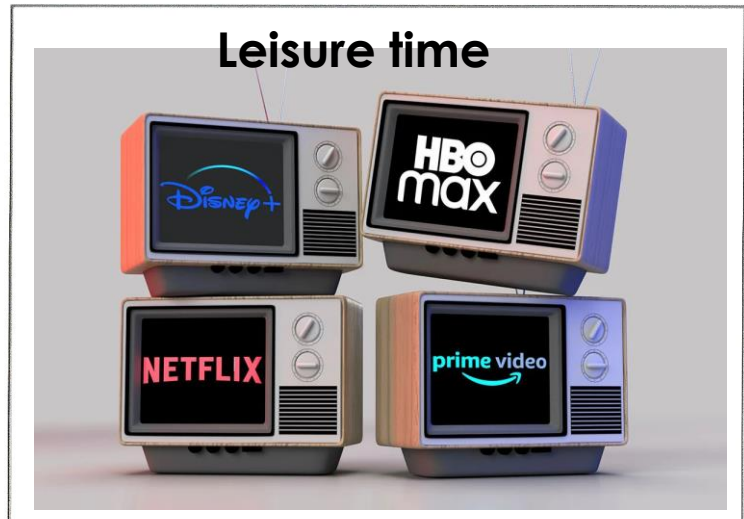 Leisure time
Disney+
HBO
max
NETFLIX
prime video